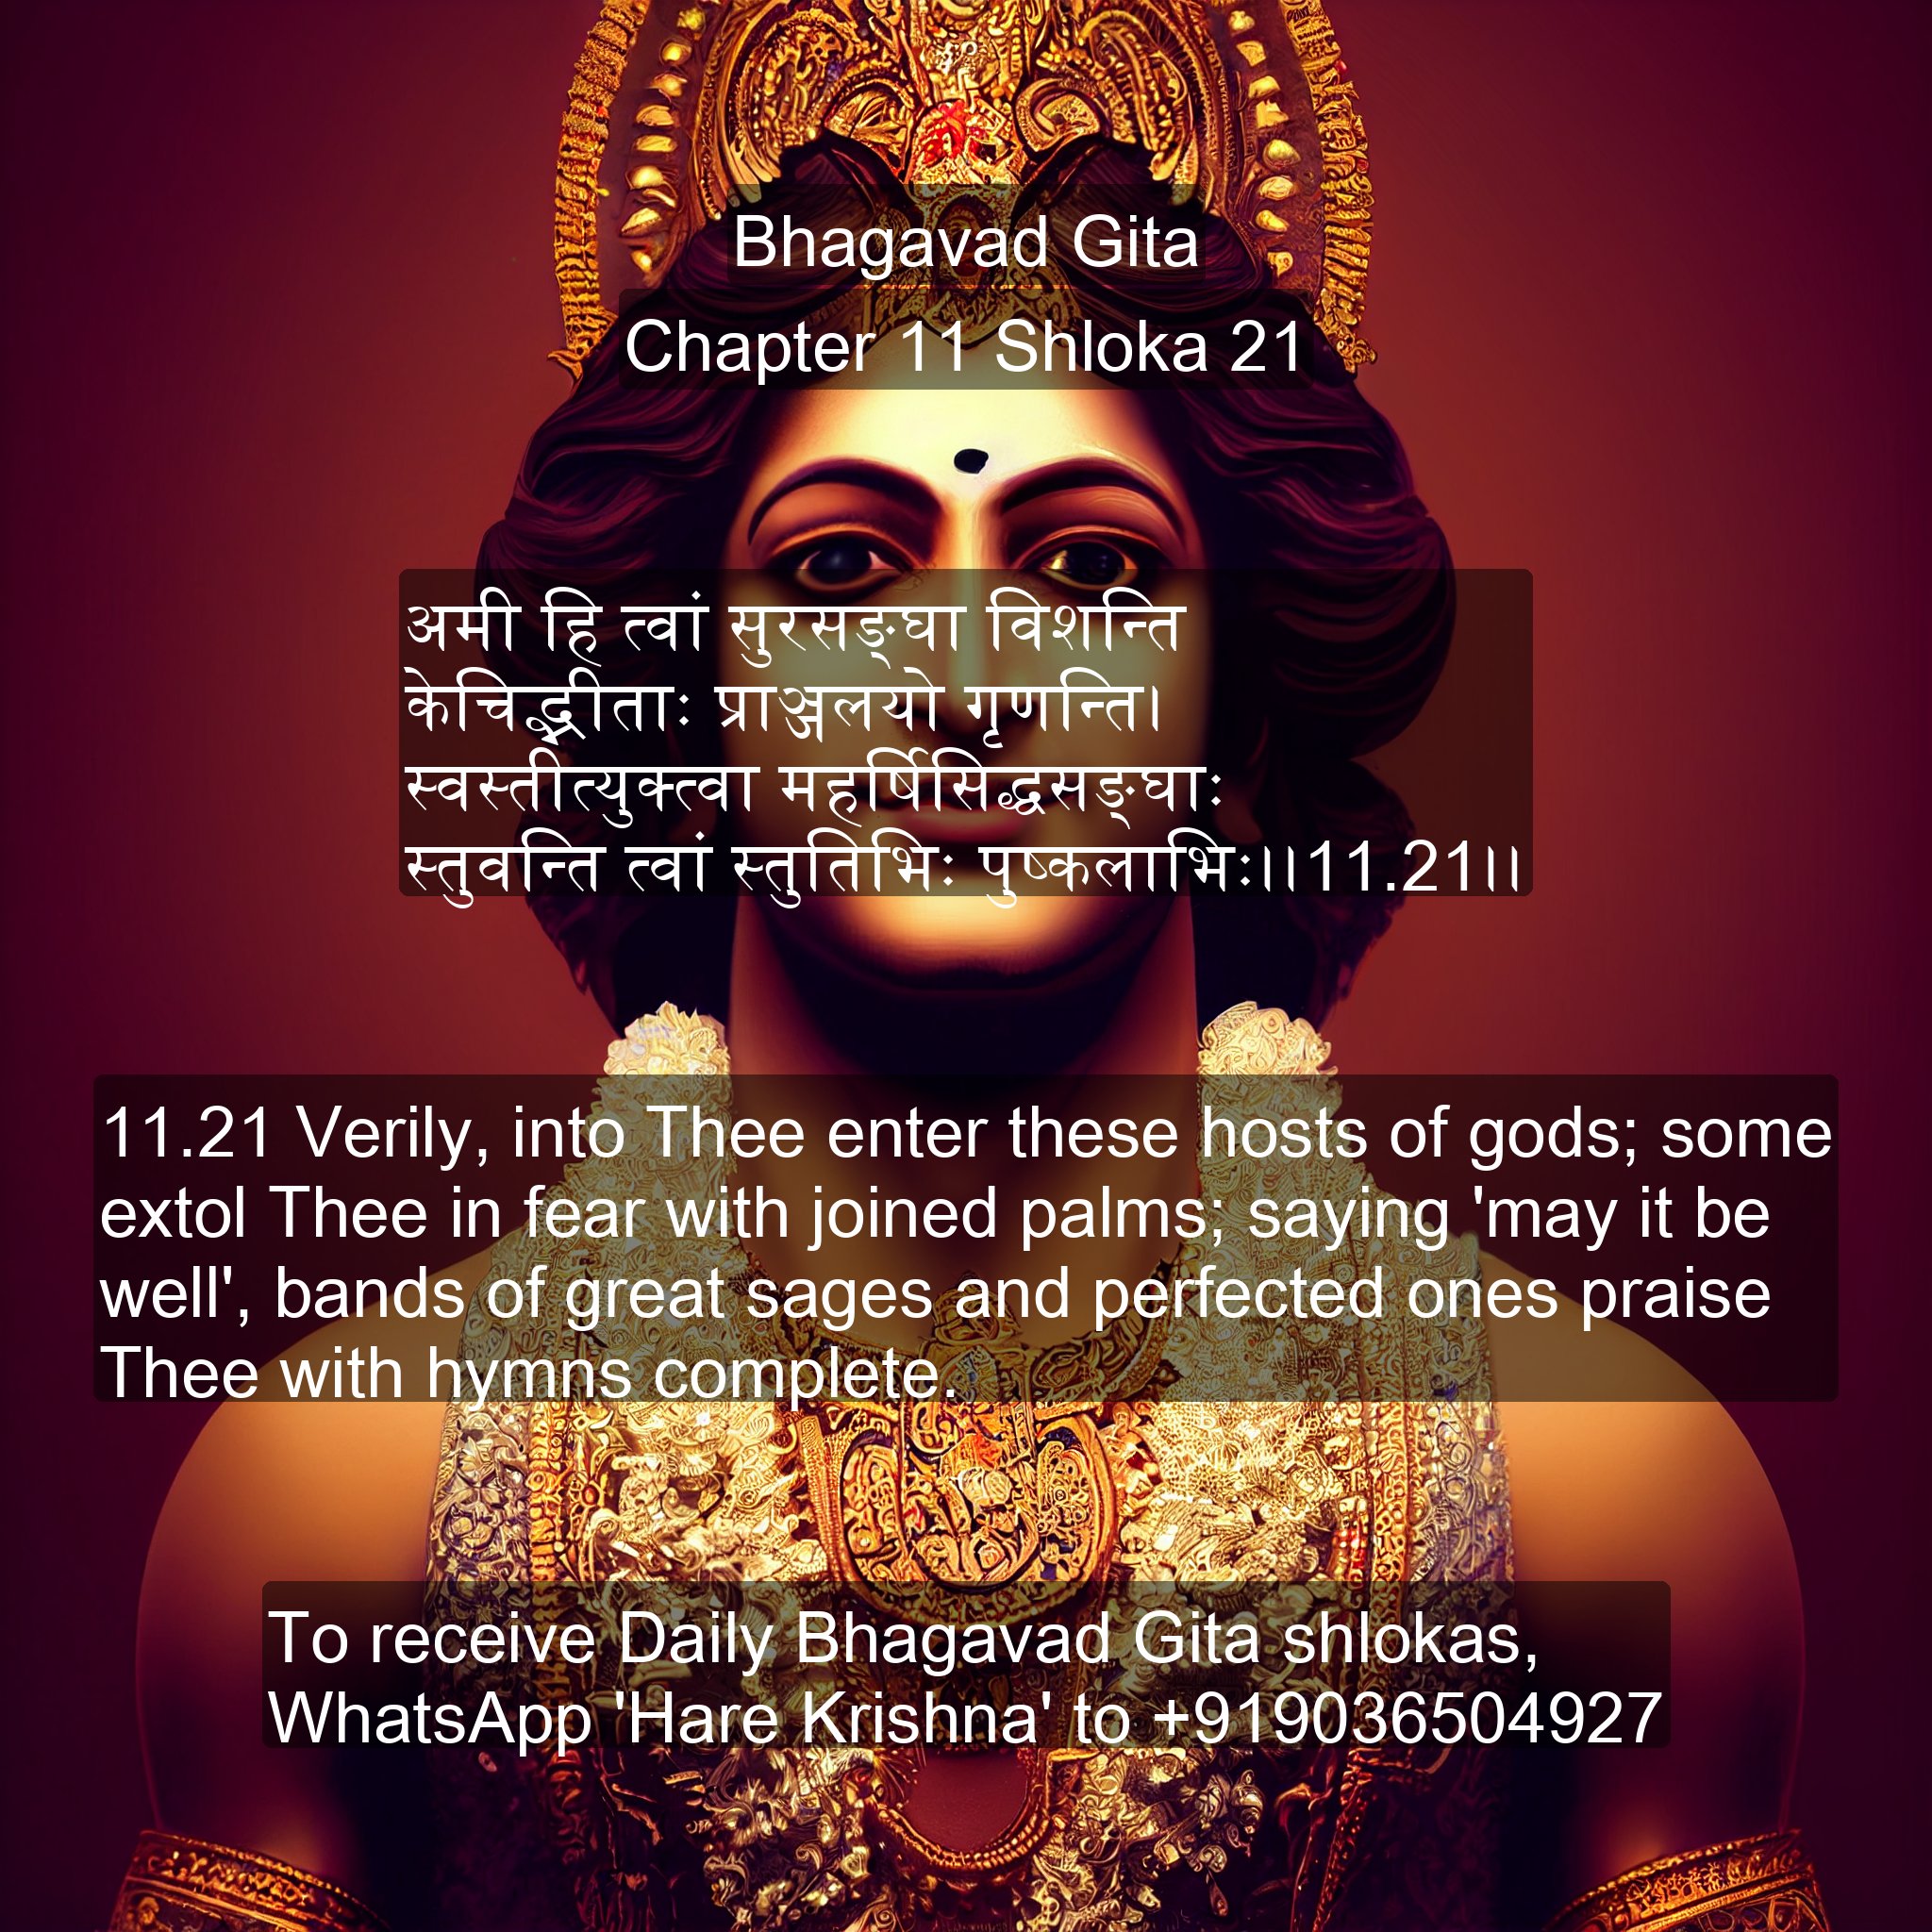 Bhagavad Gita
Chapter 11 Shloka 21
अमी हि त्वां सुरसङ्घा विशन्ति
केचिद्भीताः प्राञ्जलयो गृणन्ति।
स्वस्तीत्युक्त्वा महर्षिसिद्धसङ्घाः
स्तुवन्ति त्वां स्तुतिभिः पुष्कलाभिः।।11.21।।
11.21 Verily, into Thee enter these hosts of gods; some
extol Thee in fear with joined palms; saying 'may it be
well', bands of great sages and perfected ones praise
Thee with hymns complete.
To receive Daily Bhagavad Gita shlokas,
WhatsApp 'Hare Krishna' to +919036504927